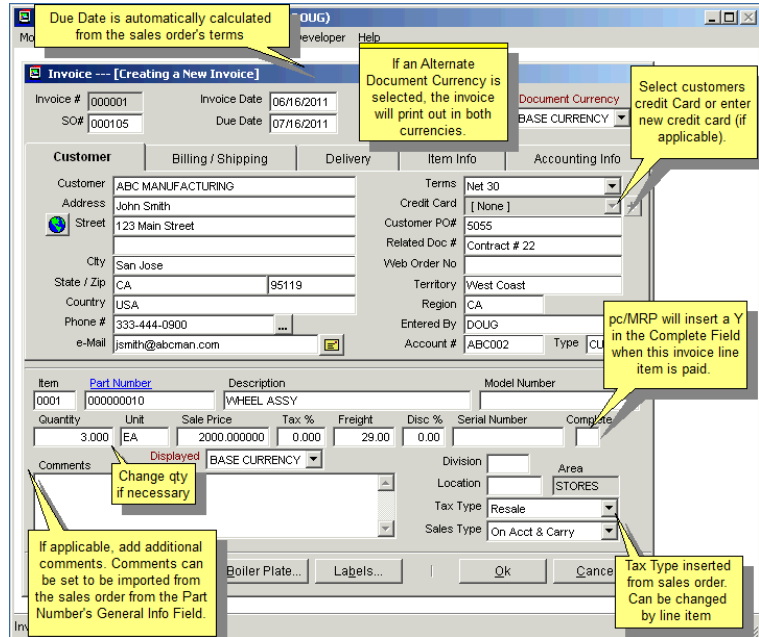 Due Date is automatically calculated
from the sales order's terms
OUG)
Mo
eveloper Help
Invoice --- [Creating a New Invoice]
If an Alternate
Document Currency is
selected, the invoice
will print out in both
currencies.
Select customers
credit Card or enter
new credit card (if
applicable).
Invoice # 000001 Invoice Date 06/16/2011 Document Currency
SO# 000105 Due Date 07/16/2011 BASE CURRENCY
Customer Billing / Shipping Delivery Item Info Accounting Info
Customer ABC MANUFACTURING Terms Net 30
Address John Smith Credit Card [ None ] +
Street 123 Main Street Customer PO# 5055
Related Doc # Contract # 22
City San Jose Web Order No
State / Zip CA 95119 Territory West Coast
Country USA Region CA
Phone # 333-444-0900 ... Entered By DOUG
e-Mail jsmith@abcman.com Account # ABC002 Type CU
pc/MRP will insert a Y
in the Complete Field
when this invoice line
item is paid.
Item Part Number Description Model Number
0001 000000010 WHEEL ASSY
Quantity Unit Sale Price Tax % Freight Disc % Serial Number Complete
3.000 EA 2000.000000 0.000 29.00 0.00
Comments Displayed BASE CURRENCY Division Area
Location STORES
Tax Type Resale
Sales Type On Acct & Carry
Change qty
if necessary
If applicable, add additional
comments. Comments can
be set to be imported from
the sales order from the Part
Number's General Info Field.
Boiler Plate... Labels... Ok Cance
Tax Type inserted
from sales order.
Can be changed
by line item
Inv